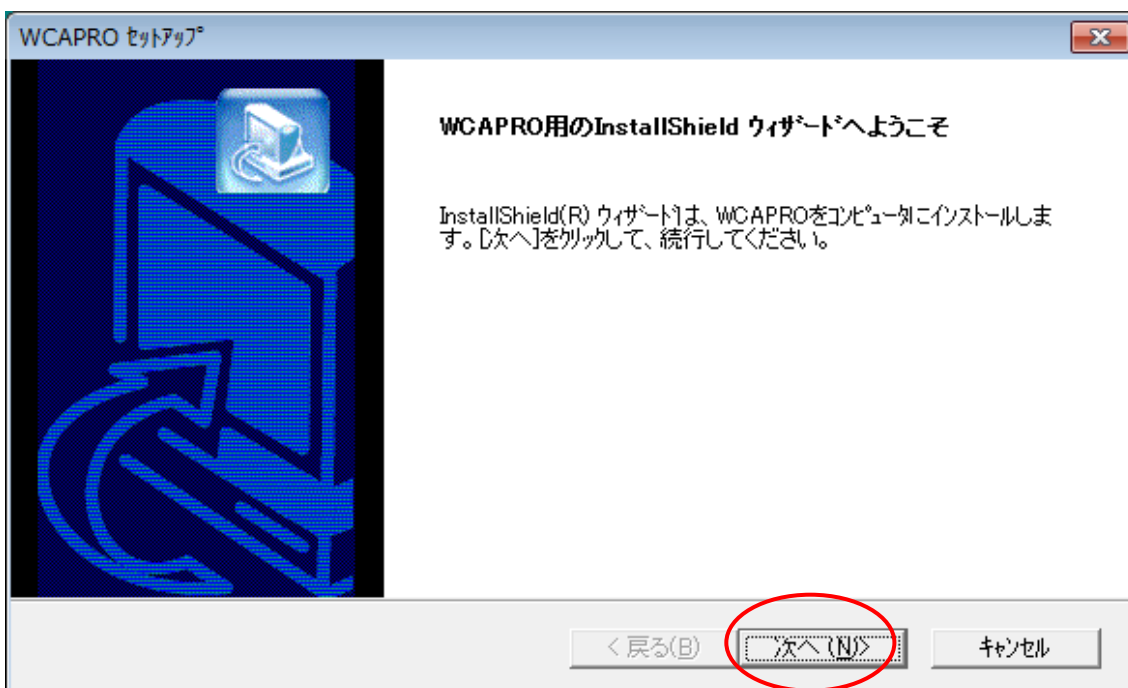 WCAPRO ｾｯﾄｱｯﾌﾟ
WCAPRO用のInstallShield ｳｨｻﾞｰﾄﾞへようこそ
InstallShield(R) ｳｨｻﾞｰﾄﾞは、WCAPROをｺﾝﾋﾟｭｰﾀにｲﾝｽﾄｰﾙしま
す。[次へ]をｸﾘｯｸして、続行してください。
< 戻る(B)
次へ(N)>
ｷｬﾝｾﾙ